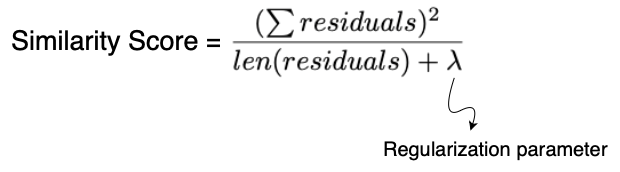 Similarity Score = (∑ residuals)² / len(residuals) + λ
Regularization parameter